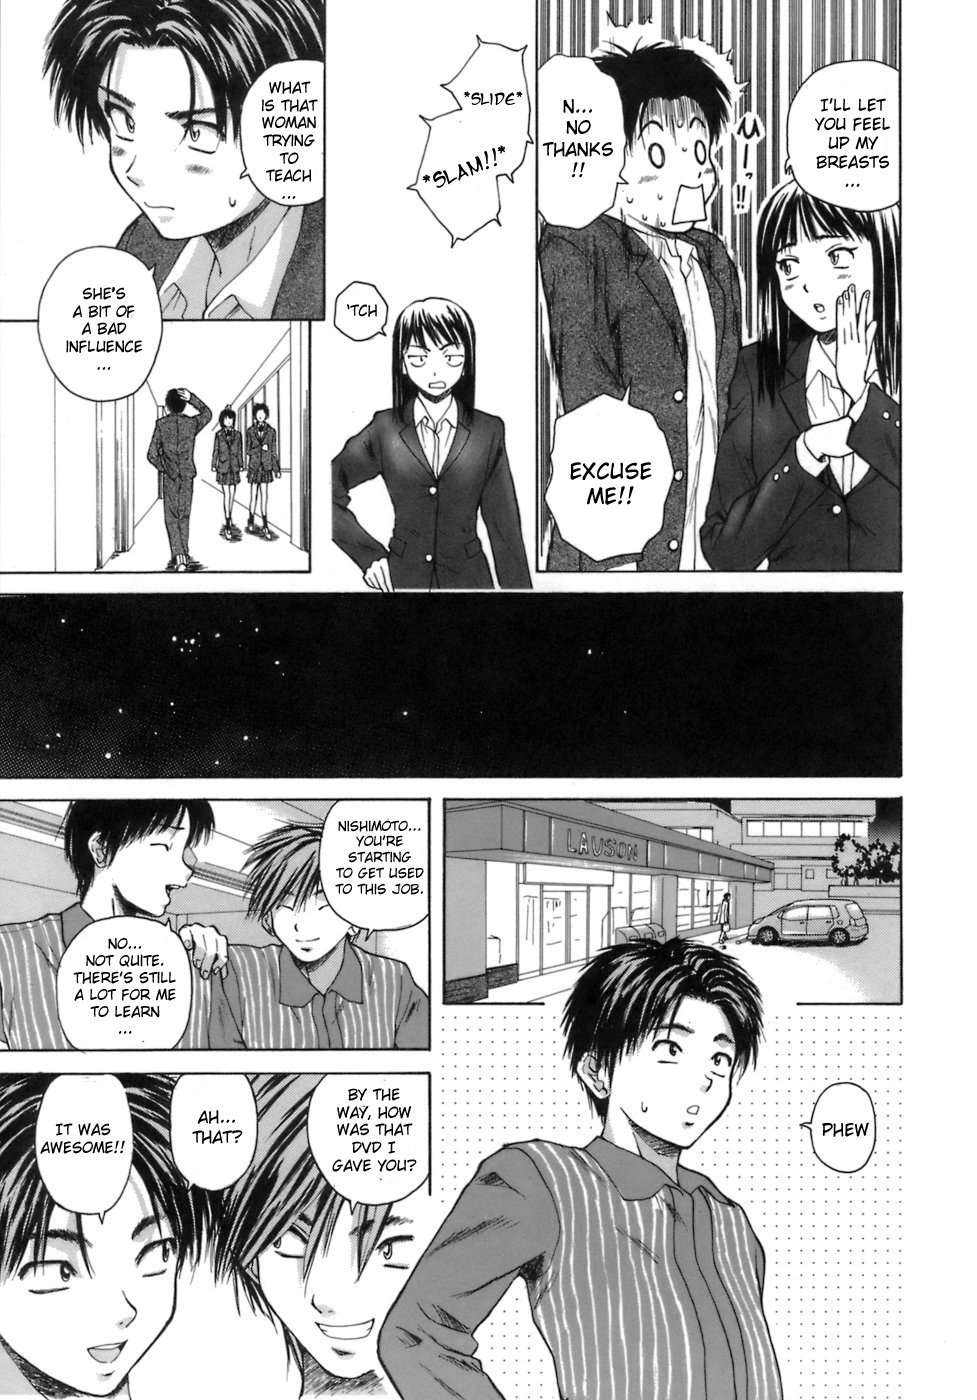 I'LL LET
YOU FEEL
UP MY
BREASTS
...
N...
NO
THANKS
!!
ひーっ!!
EXCUSE
ME!!
*SLIDE*
*SLAM!!*
'TCH
WHAT
IS THAT
WOMAN
TRYING
TO
TEACH
...
SHE'S
A BIT OF
A BAD
INFLUENCE
...
LAUSON
PHEW
NISHIMOTO...
YOU'RE
STARTING
TO GET USED
TO THIS JOB.
NO...
NOT QUITE.
THERE'S STILL
A LOT FOR ME
TO LEARN
...
BY THE
WAY, HOW
WAS THAT
DVD I
GAVE YOU?
AH...
THAT?
IT WAS
AWESOME!!